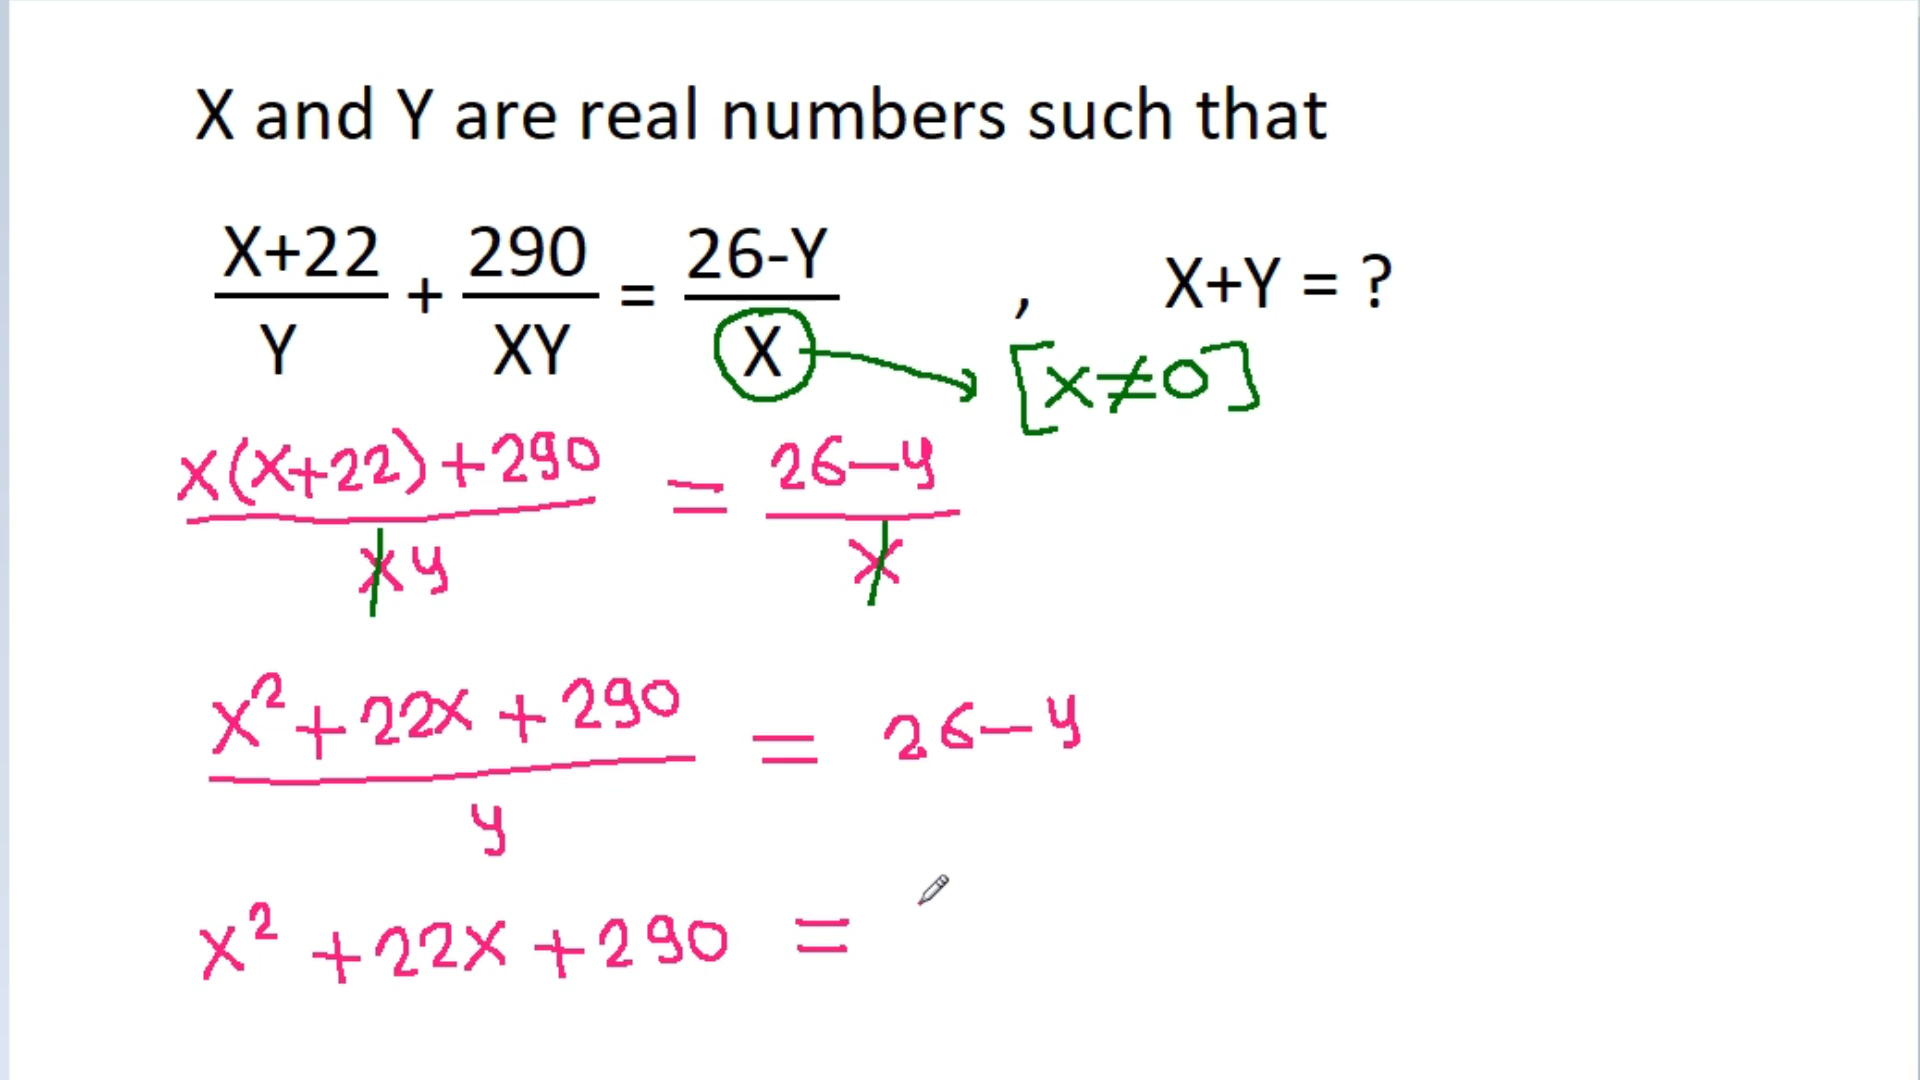 X and Y are real numbers such that
X+22/Y + 290/XY = 26-Y/X , X+Y = ?
[x≠0]
x(x+22)+290/xy = 26-y/x
x²+22x+290/y = 26-y
x²+22x+290 =